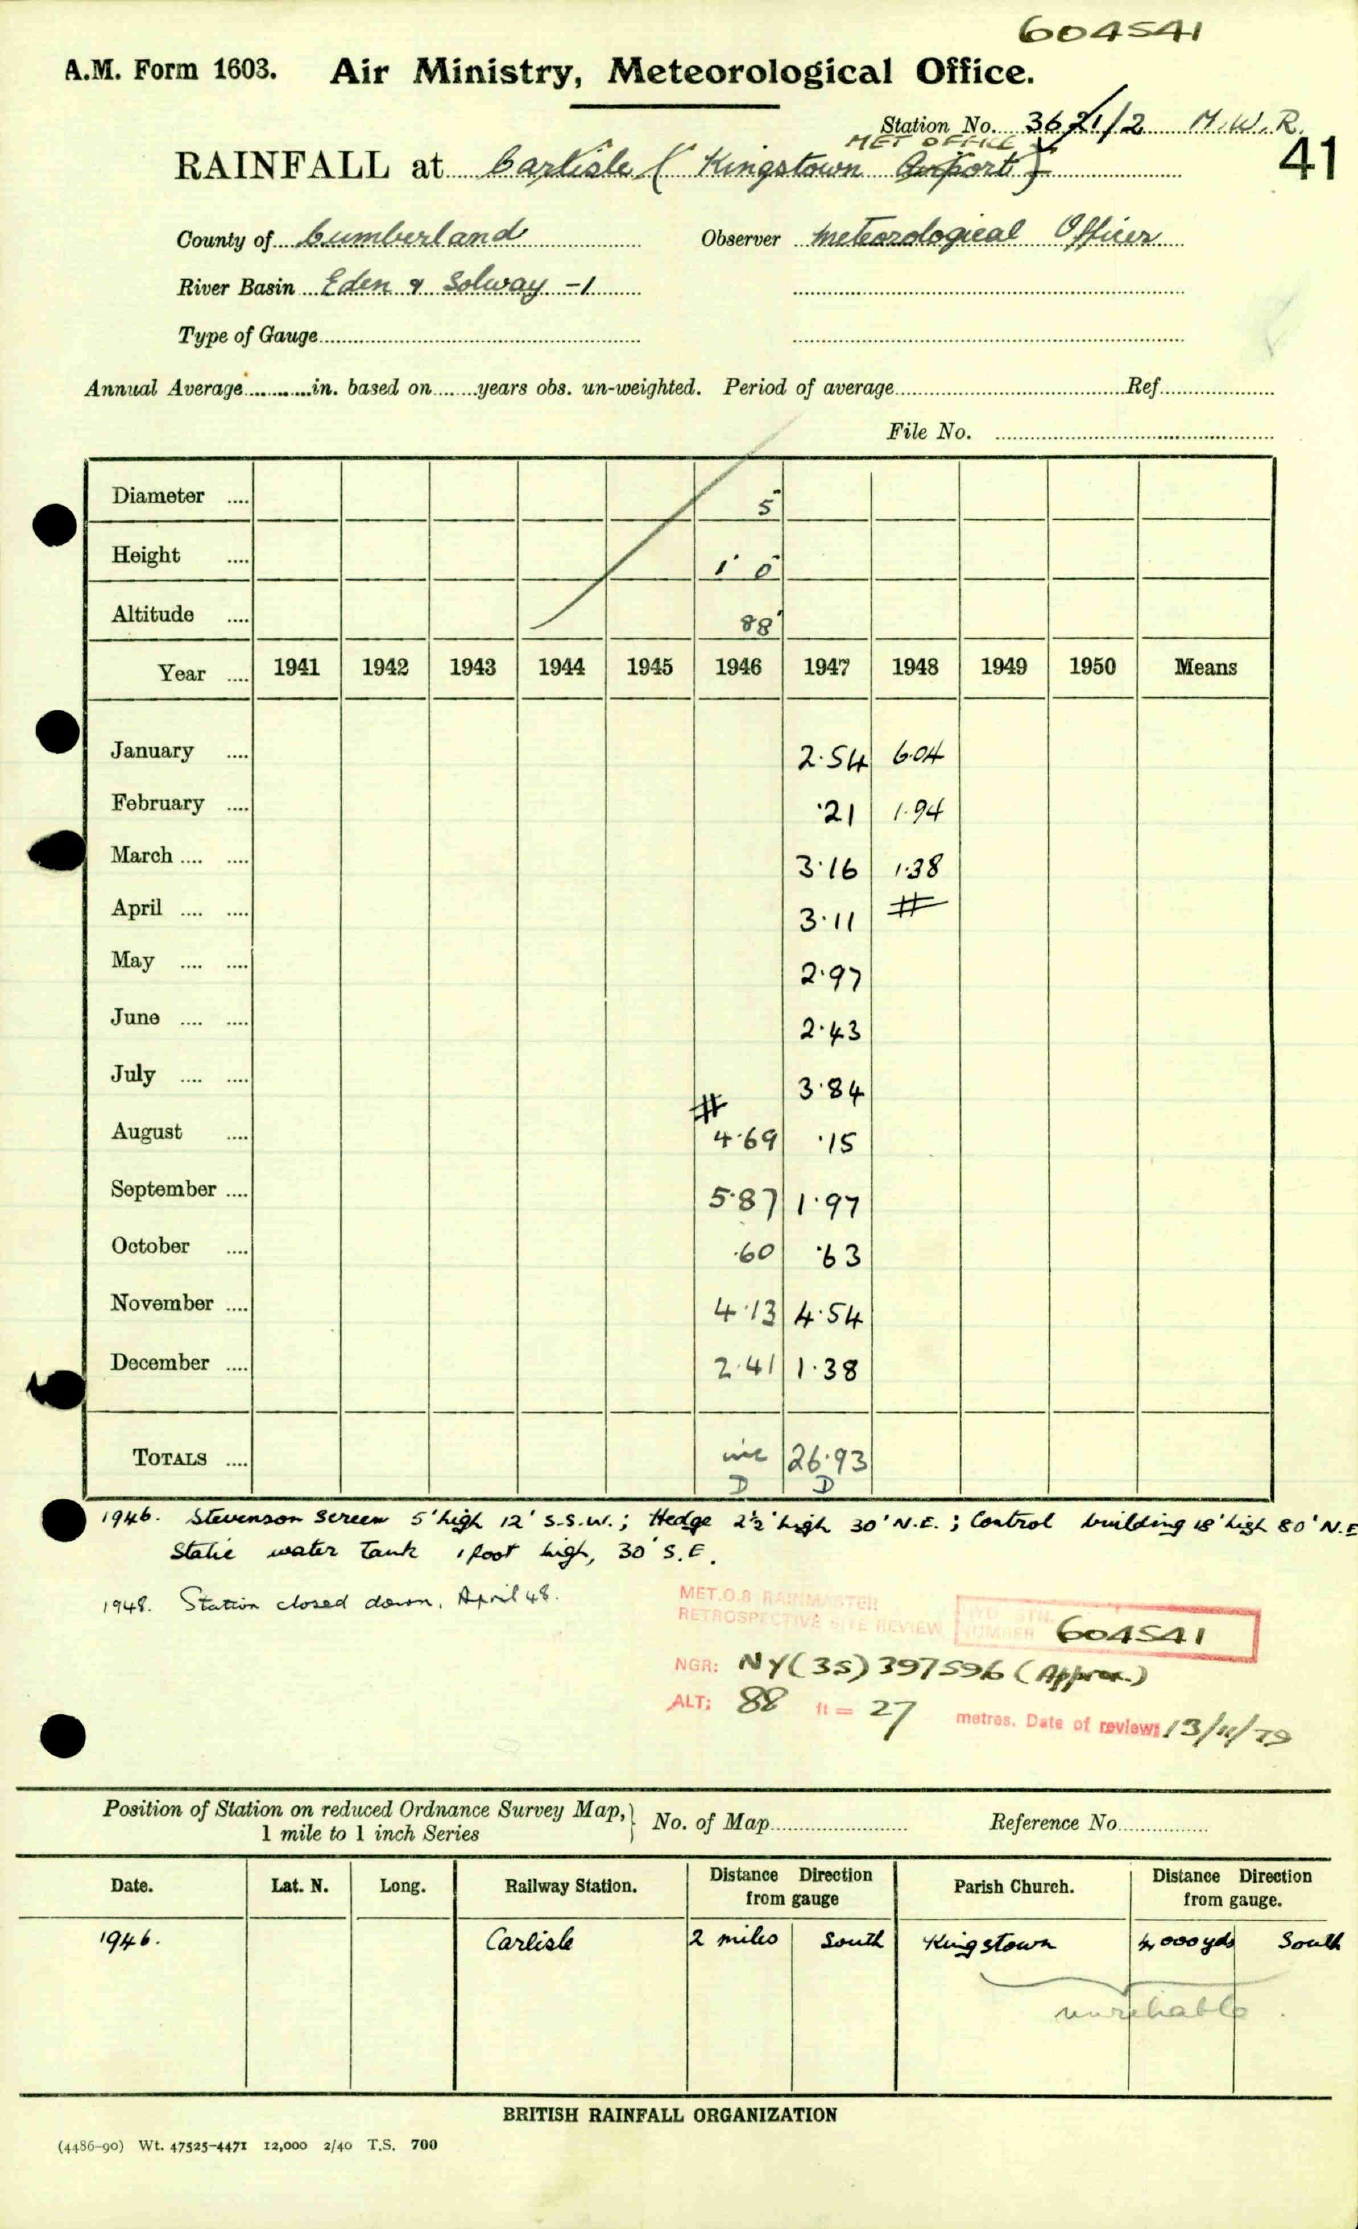 604541
A.M. Form 1603. Air Ministry, Meteorological Office.
Station No. 3621/2 M.W.R.
MET OFFICE
RAINFALL at Carlisle ( Kingstown Airport ) 41
County of Cumberland Observer Meteorological Officer
River Basin Eden & Solway -1
Type of Gauge
Annual Average in. based on years obs. un-weighted. Period of average Ref.
File No.
Diameter .... 5"
Height .... 1' 0"
Altitude .... 88'
Year .... 1941 1942 1943 1944 1945 1946 1947 1948 1949 1950 Means
January .... 2.54 6.04
February .... .21 1.94
March .... .... 3.16 1.38
April .... .... 3.11 #
May .... .... 2.97
June .... .... 2.43
July .... .... 3.84
#
August .... 4.69 .15
September .... 5.87 1.97
October .... .60 .63
November .... 4.13 4.54
December .... 2.41 1.38
TOTALS .... inc 26.93
D D
1946. Stevenson Screen 5' high 12' S.S.W.; Hedge 2½' high 30' N.E.; Control building 18' high 80' N.E
Static water tank 1 foot high, 30' S.E.
1948. Station closed down, April 48.
MET.O.8 RAINMASTER
RETROSPECTIVE SITE REVIEW
HYD STN. NUMBER 604541
NGR: NY(35)397596 (Approx.)
ALT: 88 ft = 27 metres. Date of review: 13/11/79
Position of Station on reduced Ordnance Survey Map, } No. of Map Reference No
1 mile to 1 inch Series
Date. Lat. N. Long. Railway Station. Distance Direction from gauge Parish Church. Distance Direction from gauge.
1946. Carlisle 2 miles South Kingstown 4,000 yds South
unreliable.
BRITISH RAINFALL ORGANIZATION
(4486-90) Wt. 47525-4471 12,000 2/40 T.S. 700